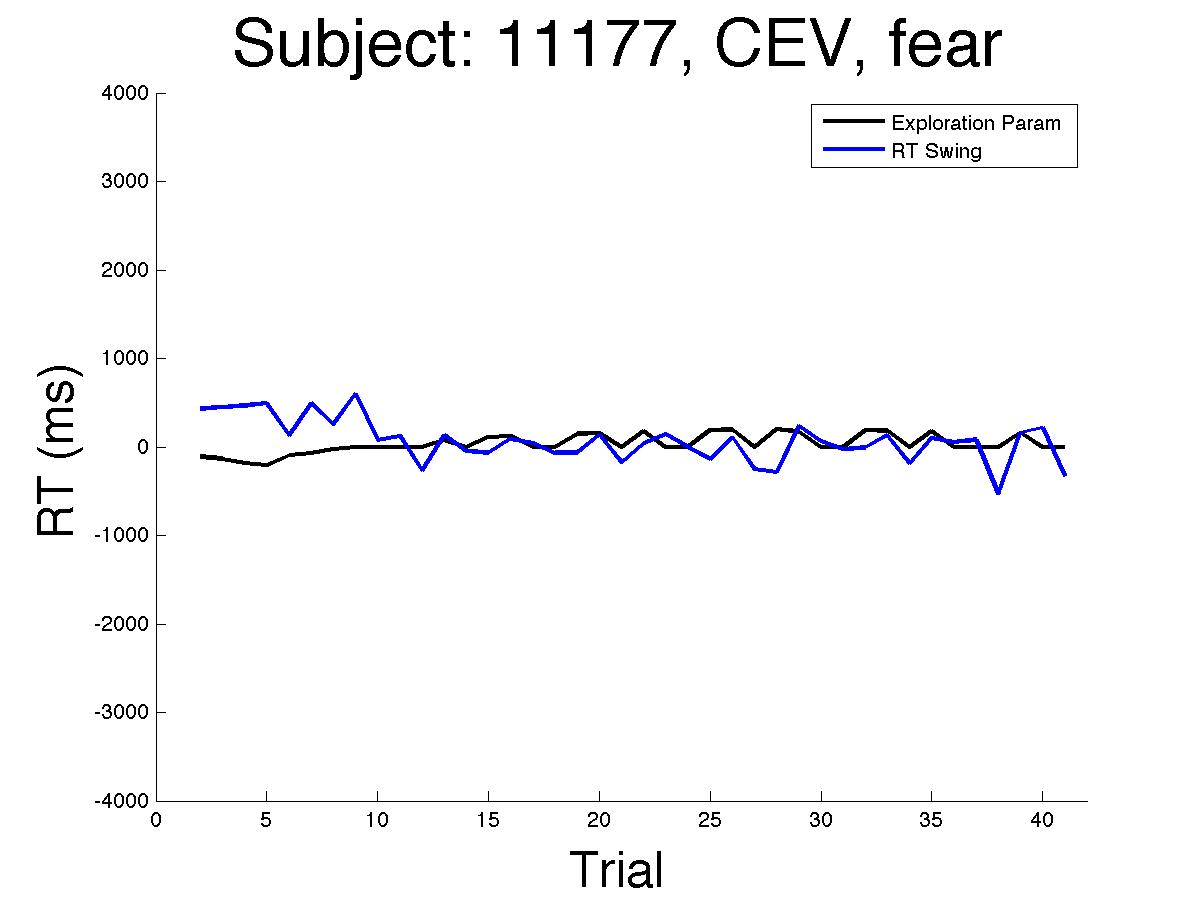 Subject: 11177, CEV, fear
Exploration Param
RT Swing
4000
3000
2000
1000
0
-1000
-2000
-3000
-4000
RT (ms)
0 5 10 15 20 25 30 35 40
Trial